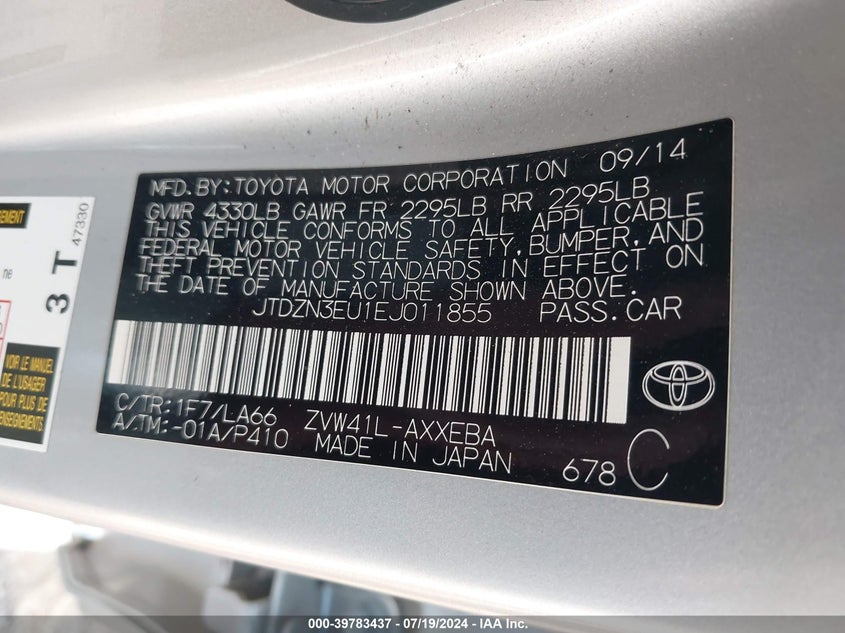 MFD. BY: TOYOTA MOTOR CORPORATION 09/14
GVWR 4330LB GAWR FR 2295LB RR 2295LB
THIS VEHICLE CONFORMS TO ALL APPLICABLE
FEDERAL MOTOR VEHICLE SAFETY, BUMPER, AND
THEFT PREVENTION STANDARDS IN EFFECT ON
THE DATE OF MANUFACTURE SHOWN ABOVE.
JTDZN3EU1EJ011855 PASS.CAR
C/TR:1F7/LA66 ZVW41L-AXXEBA
A/TM:-01A/P410 MADE IN JAPAN 678 C
3 T 47330
ne
VOIR LE MANUEL
DE L'USAGER
POUR PLUS DE
000-39783437 - 07/19/2024 - IAA Inc.